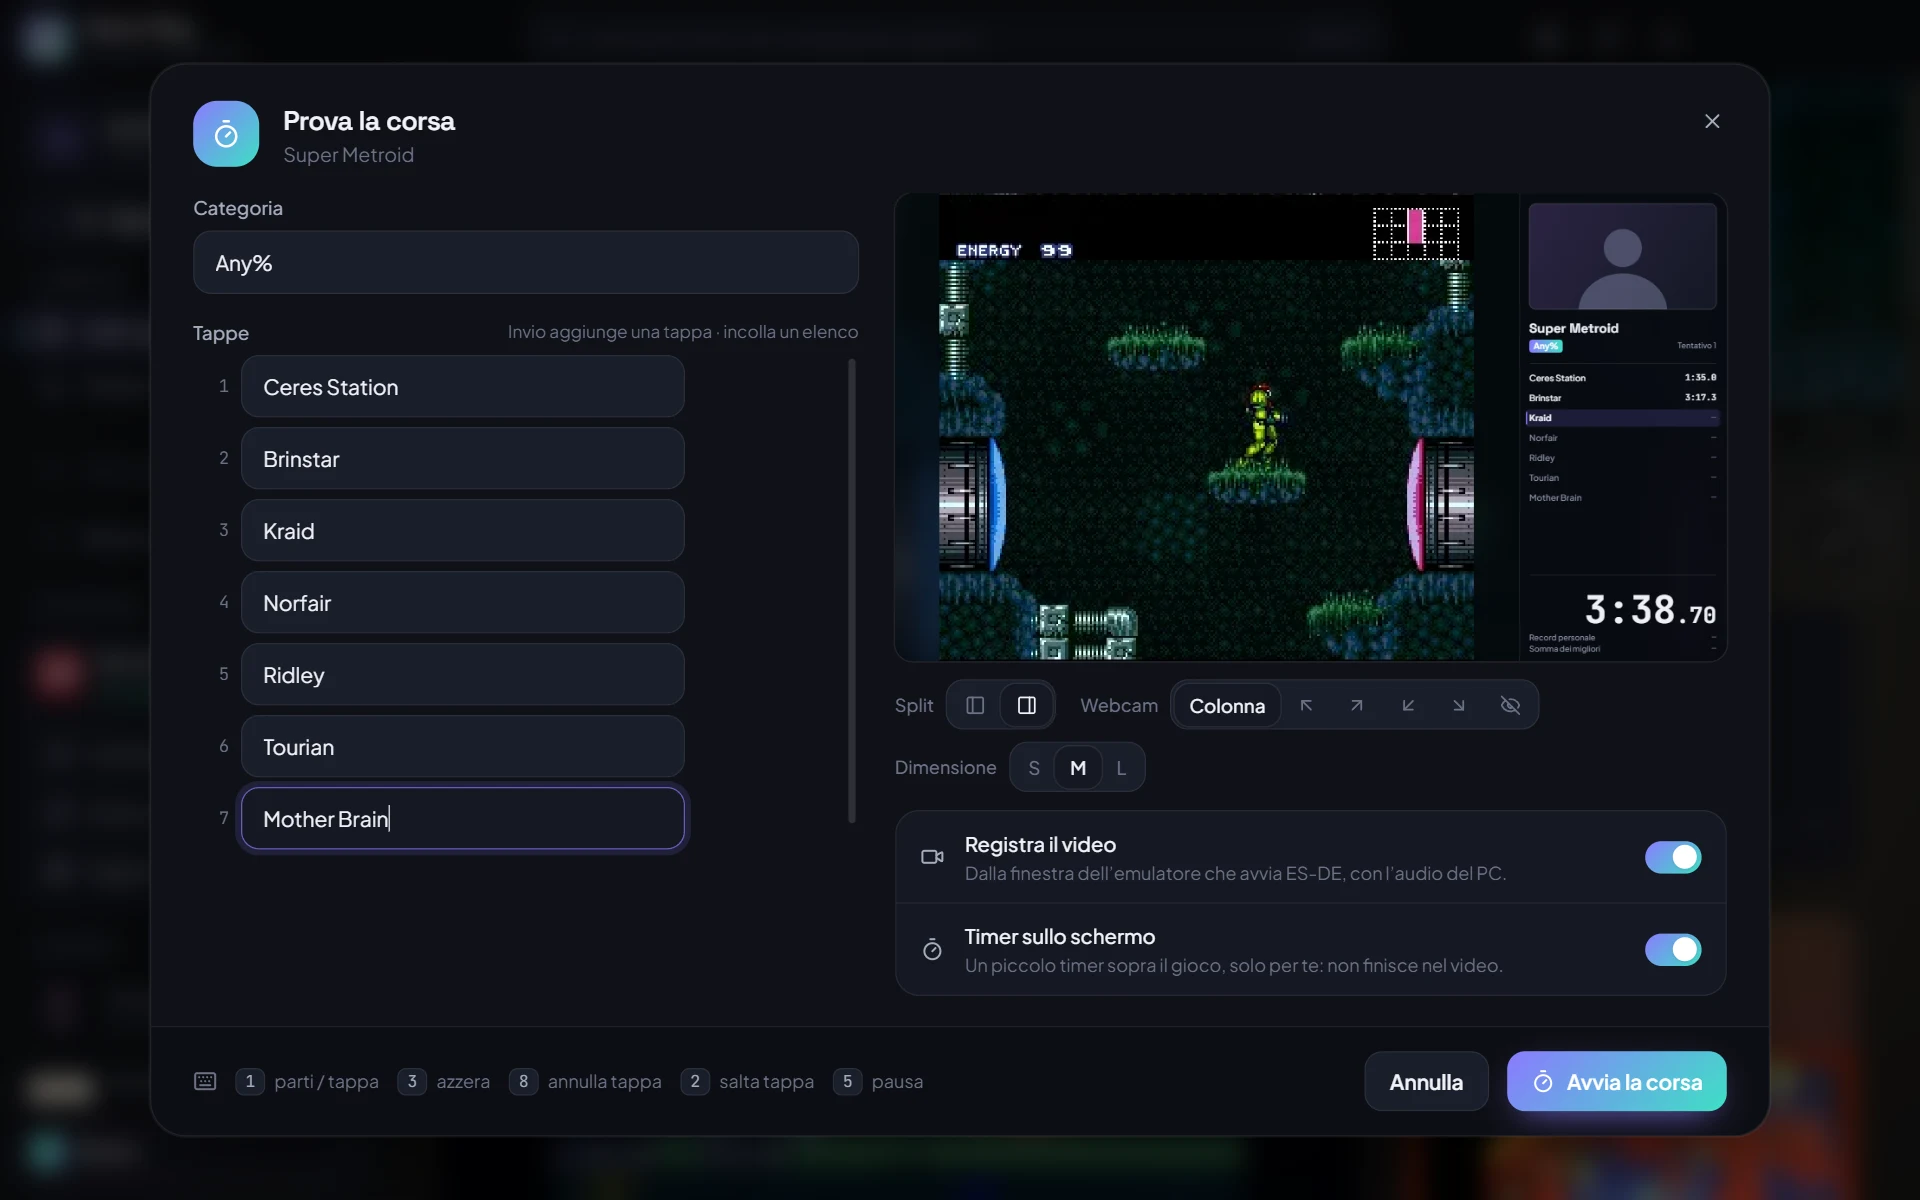 Prova la corsa
Super Metroid
Categoria
Any%
Tappe
Invio aggiunge una tappa · incolla un elenco
1 Ceres Station
2 Brinstar
3 Kraid
4 Norfair
5 Ridley
6 Tourian
7 Mother Brain
ENERGY 99
Super Metroid
Any% Tentativo 1
Ceres Station 1:35.0
Brinstar 3:17.3
Kraid –
Norfair –
Ridley –
Tourian –
Mother Brain –
3:38.70
Record personale –
Somma dei migliori –
Split
Webcam Colonna
Dimensione S M L
Registra il video
Dalla finestra dell'emulatore che avvia ES-DE, con l'audio del PC.
Timer sullo schermo
Un piccolo timer sopra il gioco, solo per te: non finisce nel video.
1 parti / tappa 3 azzera 8 annulla tappa 2 salta tappa 5 pausa
Annulla
Avvia la corsa